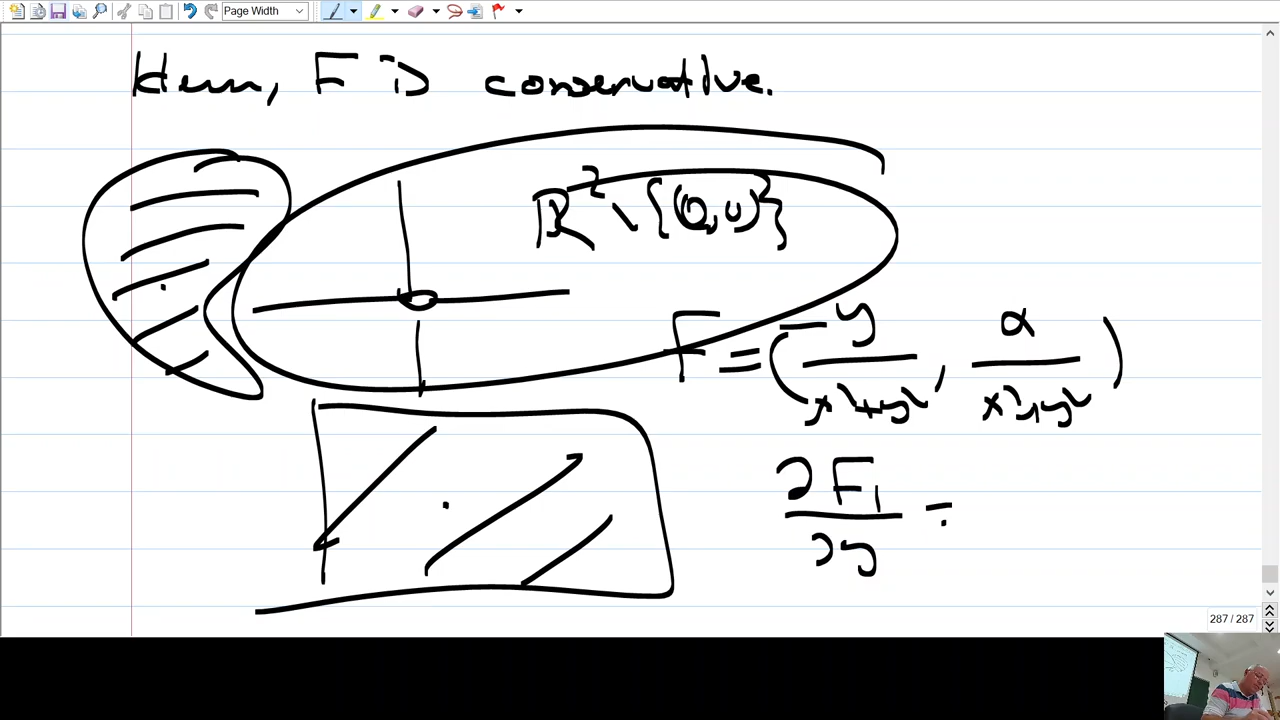 Page Width
Hence, F is conservative.
ℝ² \ {(0,0)}
F = (-y/(x²+y²), x/(x²+y²))
∂F₁/∂y =
287 / 287